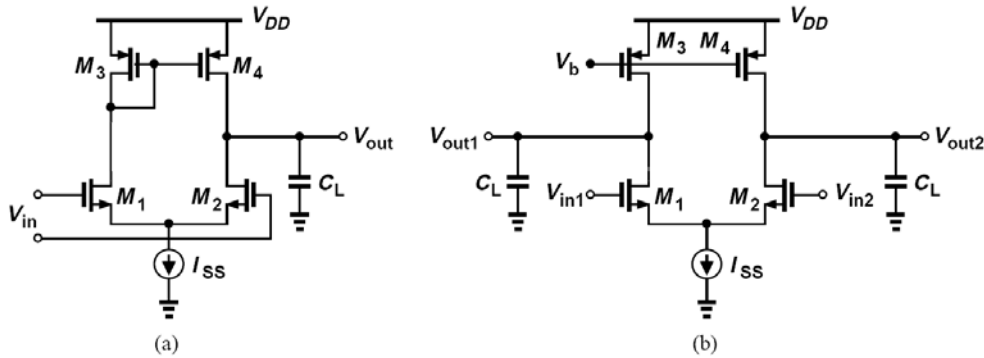 V_DD
M_3
M_4
V_out
C_L
V_in
M_1
M_2
I_SS
(a)
V_DD
V_b
M_3
M_4
V_out1
V_out2
C_L
C_L
V_in1
M_1
M_2
V_in2
I_SS
(b)